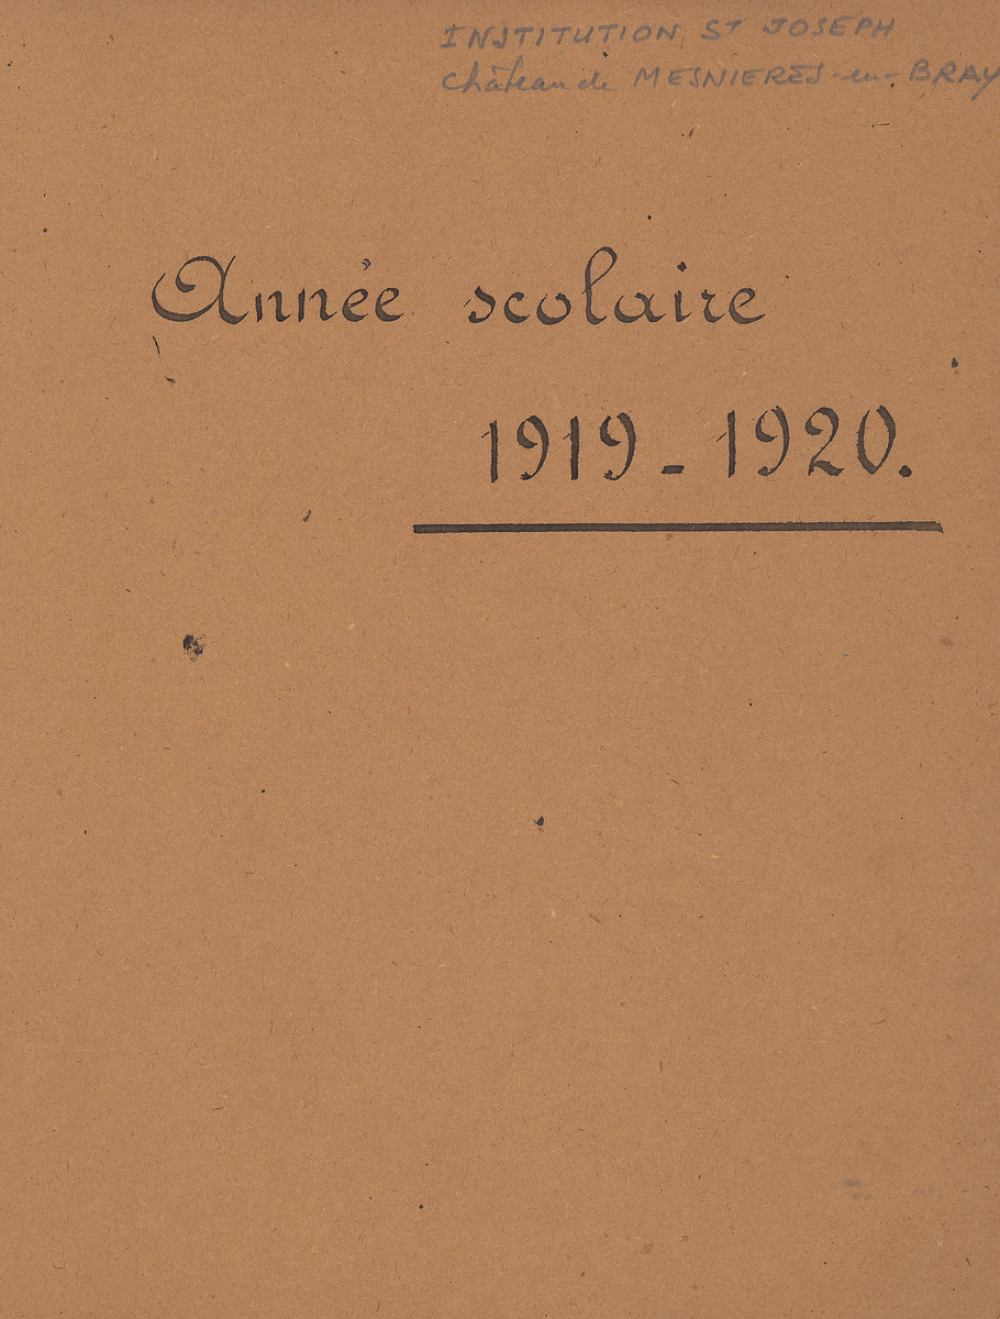 INSTITUTION ST JOSEPH
Château de MESNIERES-en-BRAY
Année scolaire
1919-1920.